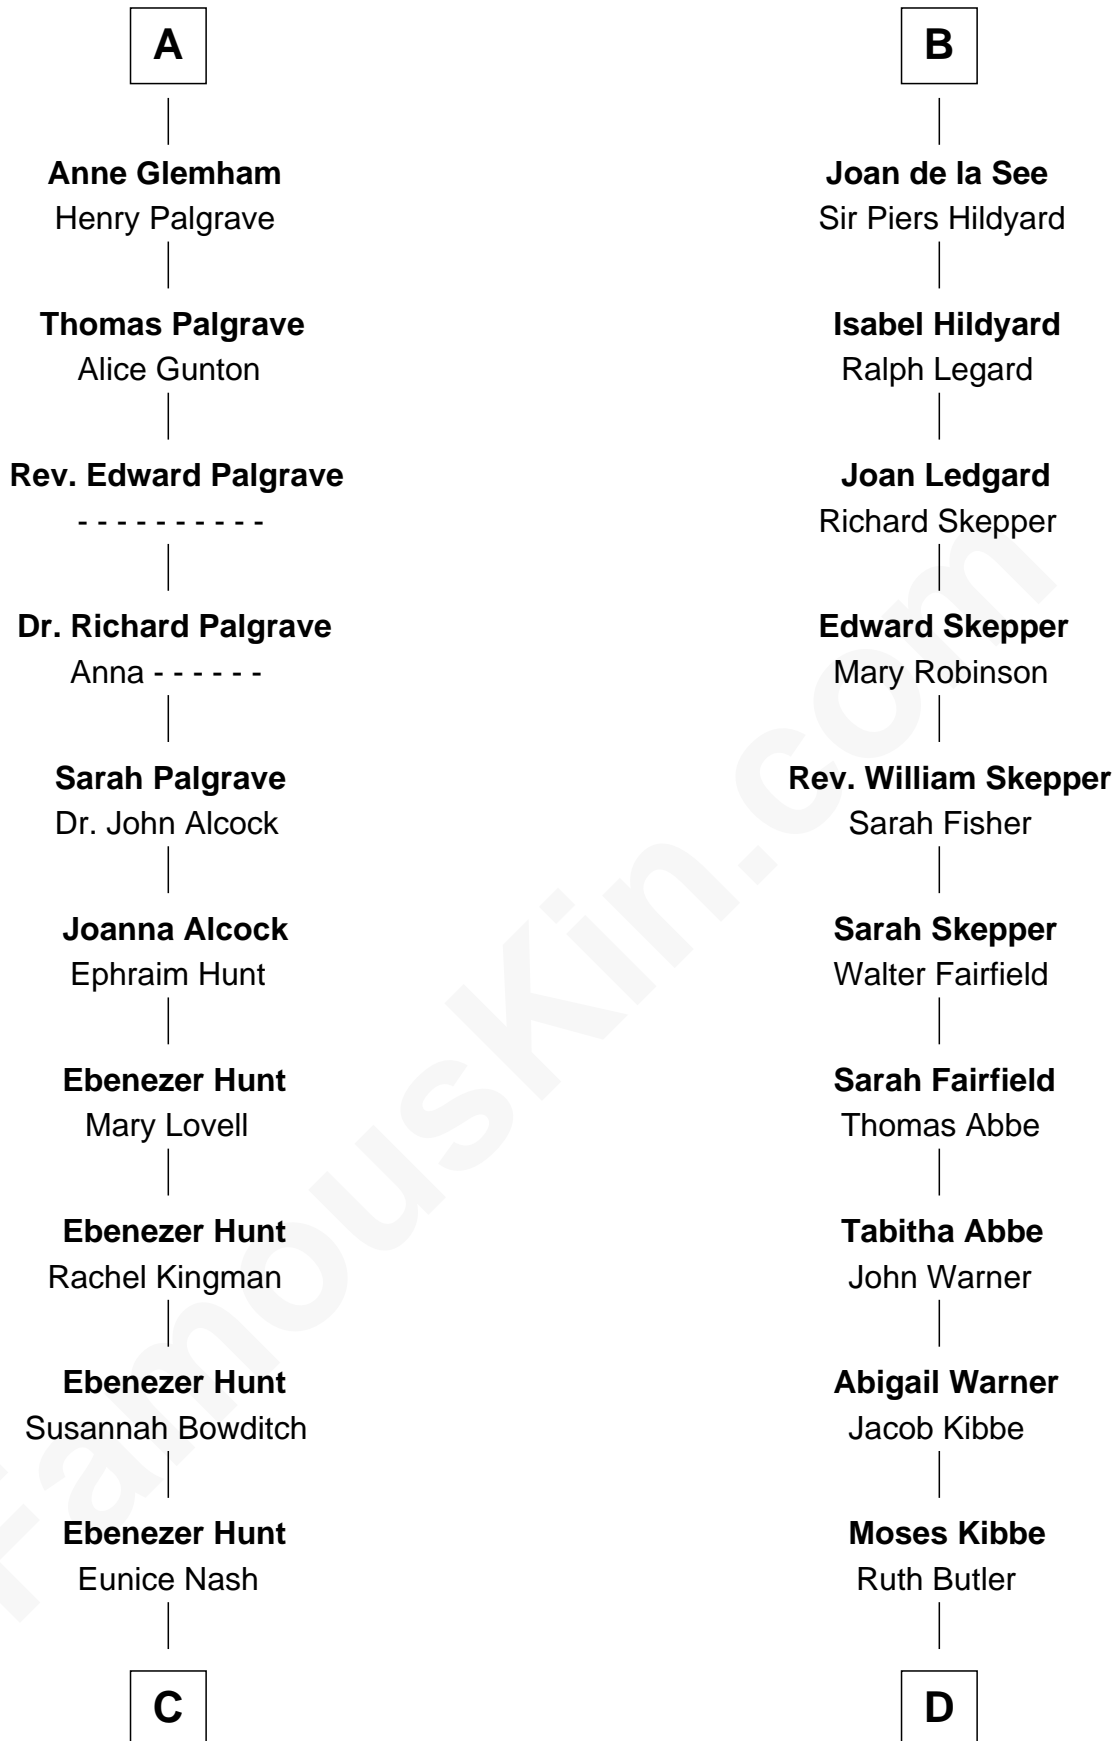 A
Anne Glemham
Henry Palgrave
Thomas Palgrave
Alice Gunton
Rev. Edward Palgrave
- - - - - - - - - -
Dr. Richard Palgrave
Anna - - - - - -
Sarah Palgrave
Dr. John Alcock
Joanna Alcock
Ephraim Hunt
Ebenezer Hunt
Mary Lovell
Ebenezer Hunt
Rachel Kingman
Ebenezer Hunt
Susannah Bowditch
Ebenezer Hunt
Eunice Nash
C
B
Joan de la See
Sir Piers Hildyard
Isabel Hildyard
Ralph Legard
Joan Ledgard
Richard Skepper
Edward Skepper
Mary Robinson
Rev. William Skepper
Sarah Fisher
Sarah Skepper
Walter Fairfield
Sarah Fairfield
Thomas Abbe
Tabitha Abbe
John Warner
Abigail Warner
Jacob Kibbe
Moses Kibbe
Ruth Butler
D
FamousKin.com